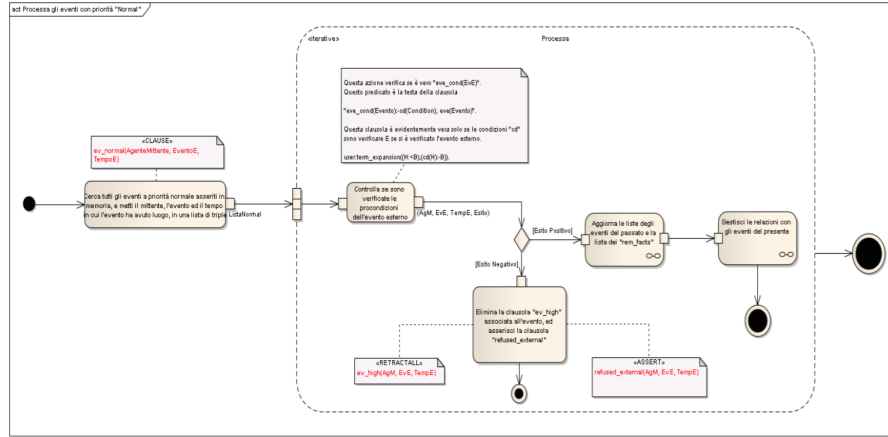 act Processa gli eventi con priorità "Normal"
«iterative»
Processa
Questa azione verifica se è vero "eve_cond(EvE)".
Questo predicato è la testa della clausola
"eve_cond(Evento):-cd(Condition), eve(Evento)".
Questa clausola è evidentemente vera solo se le condizioni "cd"
sono verificare E se si è verificato l'evento esterno.
user:term_expansion((H:<B),(cd(H):-B)).
«CLAUSE»
ev_normal(AgenteMittente, EventoE,
TempoE)
Cerca tutti gli eventi a priorità normale asseriti in
memoria, e metti il mittente, l'evento ed il tempo
in cui l'evento ha avuto luogo, in una lista di triple
ListaNormal
Controlla se sono
verificate le
procondizioni
dell'evento esterno
(AgM, EvE, TempE, Esito)
[Esito Positivo]
Aggiorna le liste degli
eventi del passato e la
lista dei "rem_facts"
Gestisci le relazioni con
gli eventi del presente
[Esito Negativo]
Elimina la clausola "ev_high"
associata all'evento, ed
asserisci la clausola
"refused_external"
«RETRACTALL»
ev_high(AgM, EvE, TempE)
«ASSERT»
refused_external(AgM, EvE, TempE)